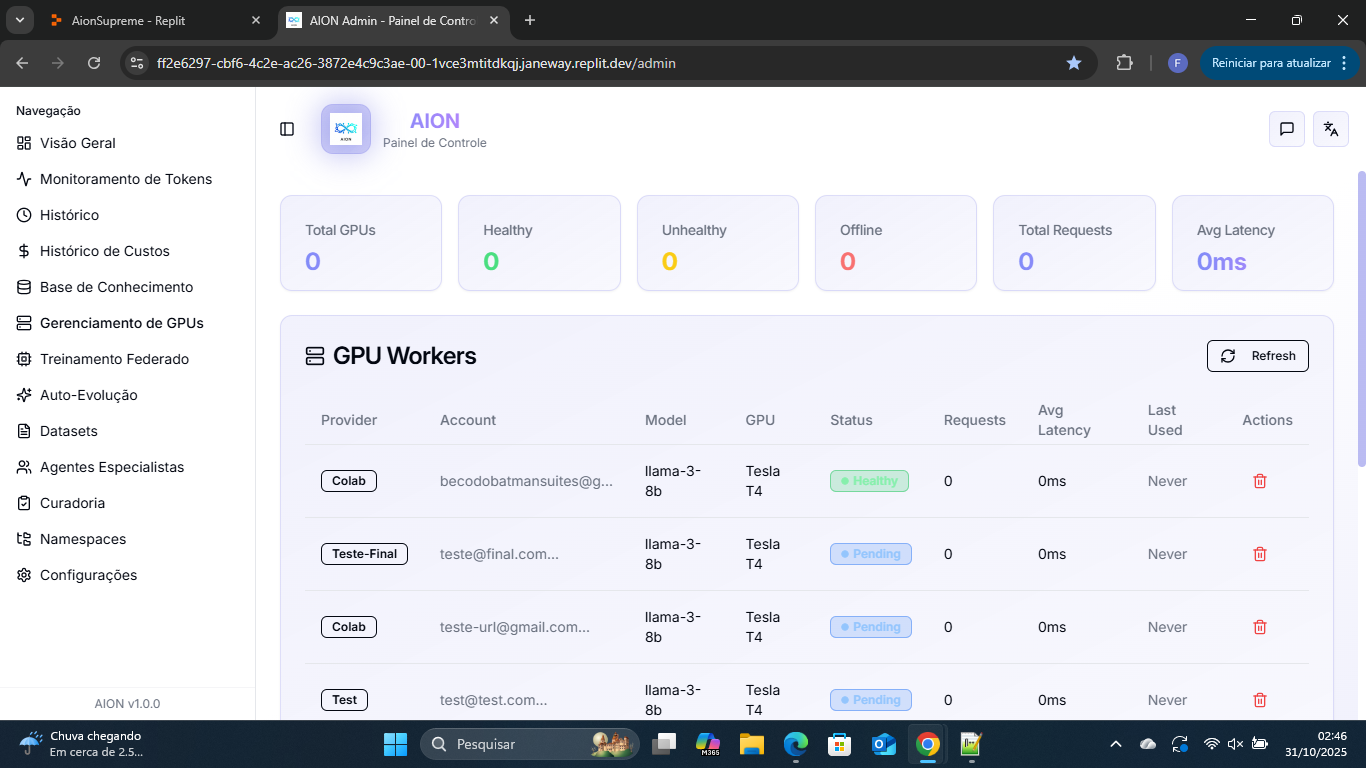 AionSupreme - Replit
AION Admin - Painel de Contro
ff2e6297-cbf6-4c2e-ac26-3872e4c9c3ae-00-1vce3mtitdkqj.janeway.replit.dev/admin
F
Reiniciar para atualizar
Navegação
Visão Geral
Monitoramento de Tokens
Histórico
Histórico de Custos
Base de Conhecimento
Gerenciamento de GPUs
Treinamento Federado
Auto-Evolução
Datasets
Agentes Especialistas
Curadoria
Namespaces
Configurações
AION v1.0.0
AION
AION
Painel de Controle
Total GPUs
0
Healthy
0
Unhealthy
0
Offline
0
Total Requests
0
Avg Latency
0ms
GPU Workers
Refresh
Provider Account Model GPU Status Requests Avg Latency Last Used Actions
Colab becodobatmansuites@g... llama-3-8b Tesla T4 Healthy 0 0ms Never
Teste-Final teste@final.com... llama-3-8b Tesla T4 Pending 0 0ms Never
Colab teste-url@gmail.com... llama-3-8b Tesla T4 Pending 0 0ms Never
Test test@test.com... llama-3-8b Tesla T4 Pending 0 0ms Never
Chuva chegando
Em cerca de 2.5...
Pesquisar
M365
02:46
31/10/2025